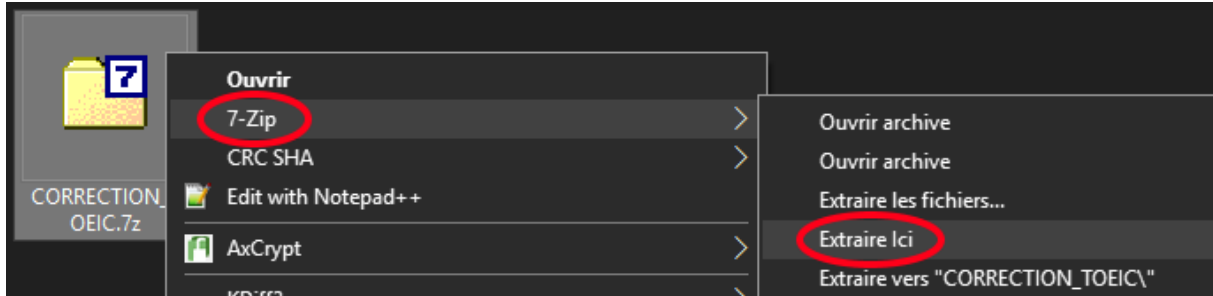 7
CORRECTION_
OEIC.7z
Ouvrir
7-Zip
CRC SHA
Edit with Notepad++
AxCrypt
KDiff3
Ouvrir archive
Ouvrir archive
Extraire les fichiers...
Extraire Ici
Extraire vers "CORRECTION_TOEIC\"